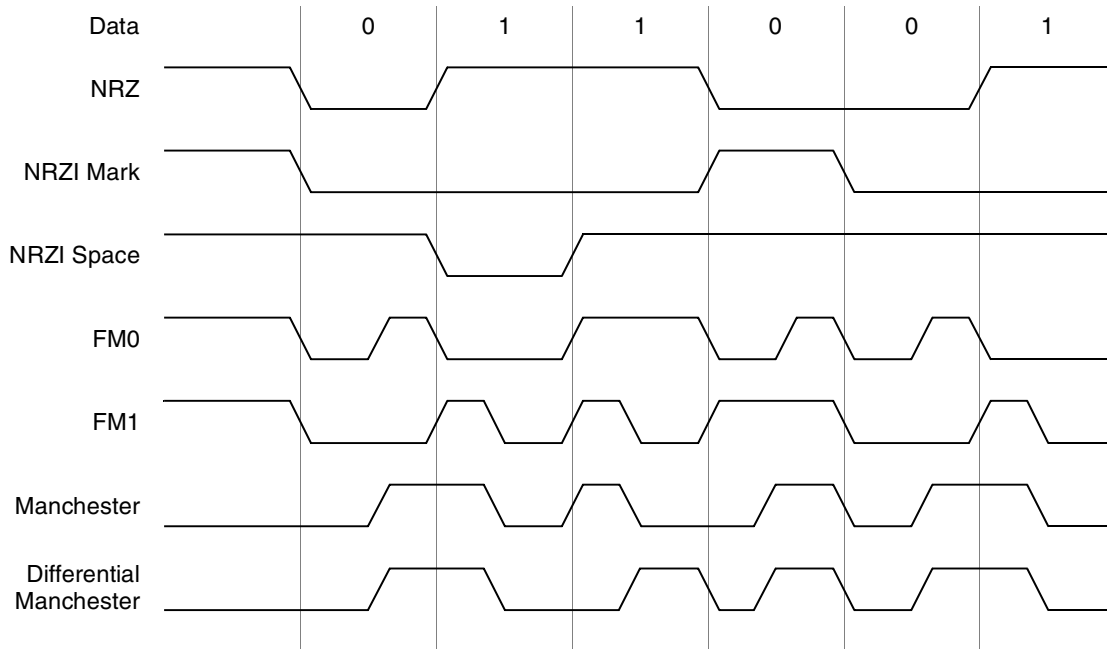 Data 0 1 1 0 0 1
NRZ
NRZI Mark
NRZI Space
FM0
FM1
Manchester
Differential
Manchester